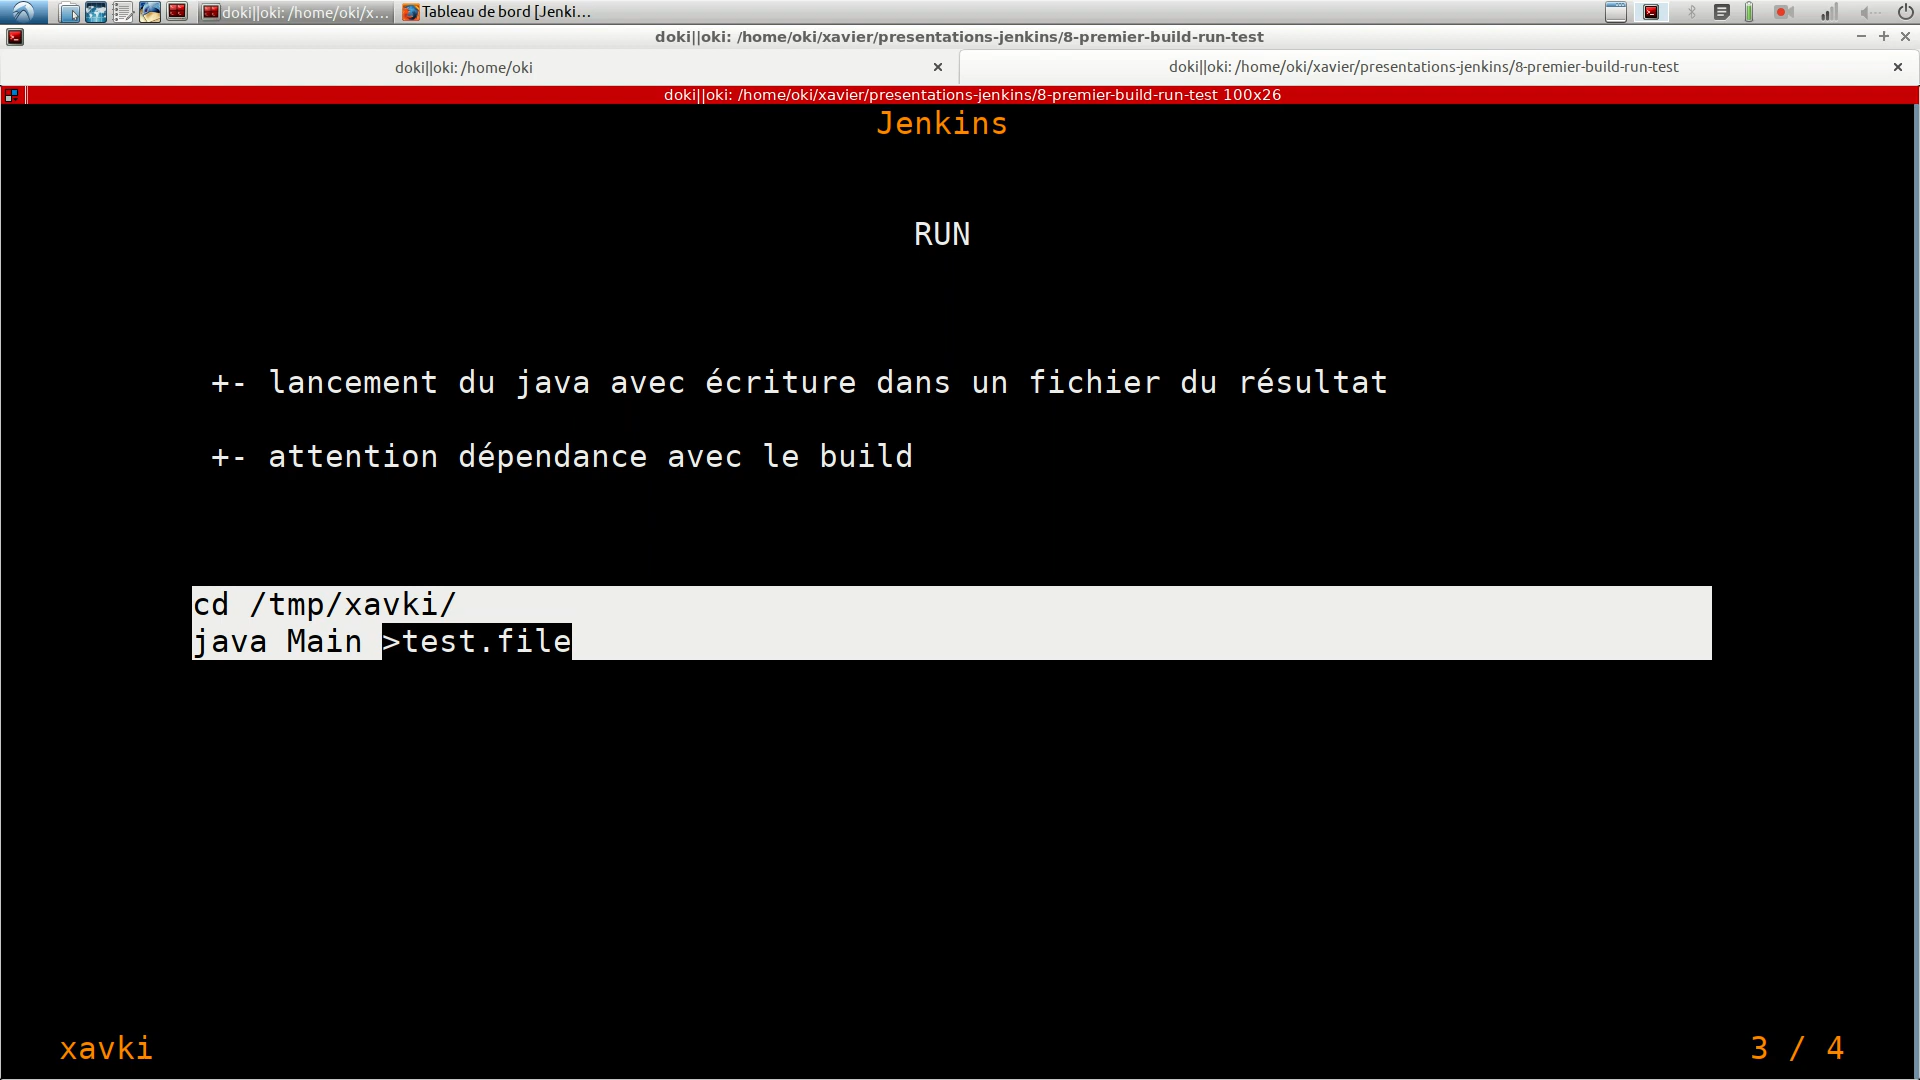 doki||oki: /home/oki/x...
Tableau de bord [Jenki...
doki||oki: /home/oki/xavier/presentations-jenkins/8-premier-build-run-test
doki||oki: /home/oki
doki||oki: /home/oki/xavier/presentations-jenkins/8-premier-build-run-test
doki||oki: /home/oki/xavier/presentations-jenkins/8-premier-build-run-test 100x26
Jenkins
RUN
+- lancement du java avec écriture dans un fichier du résultat
+- attention dépendance avec le build
cd /tmp/xavki/
java Main >test.file
xavki
3 / 4